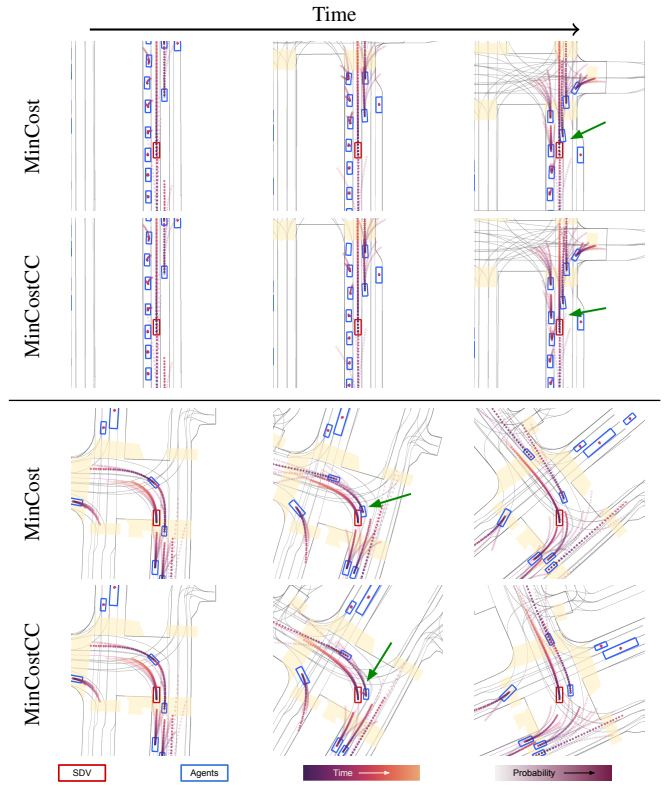 Time
MinCost
MinCostCC
MinCost
MinCostCC
SDV
Agents
Time
Probability